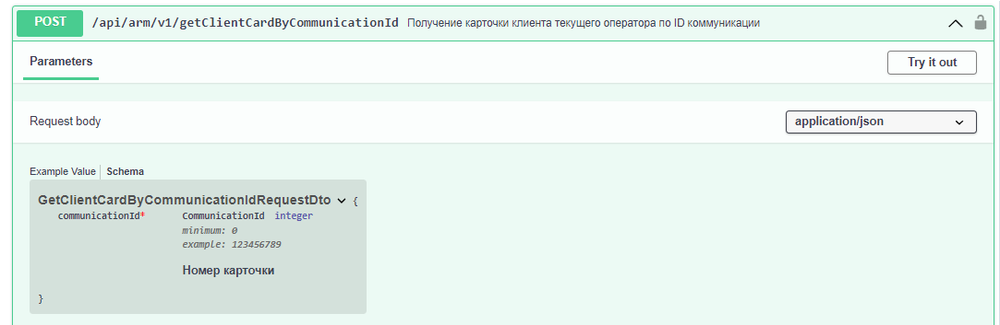 POST /api/arm/v1/getClientCardByCommunicationId Получение карточки клиента текущего оператора по ID коммуникации
Parameters Try it out
Request body application/json
Example Value Schema
GetClientCardByCommunicationIdRequestDto {
communicationId* CommunicationId integer
minimum: 0
example: 123456789
Номер карточки
}